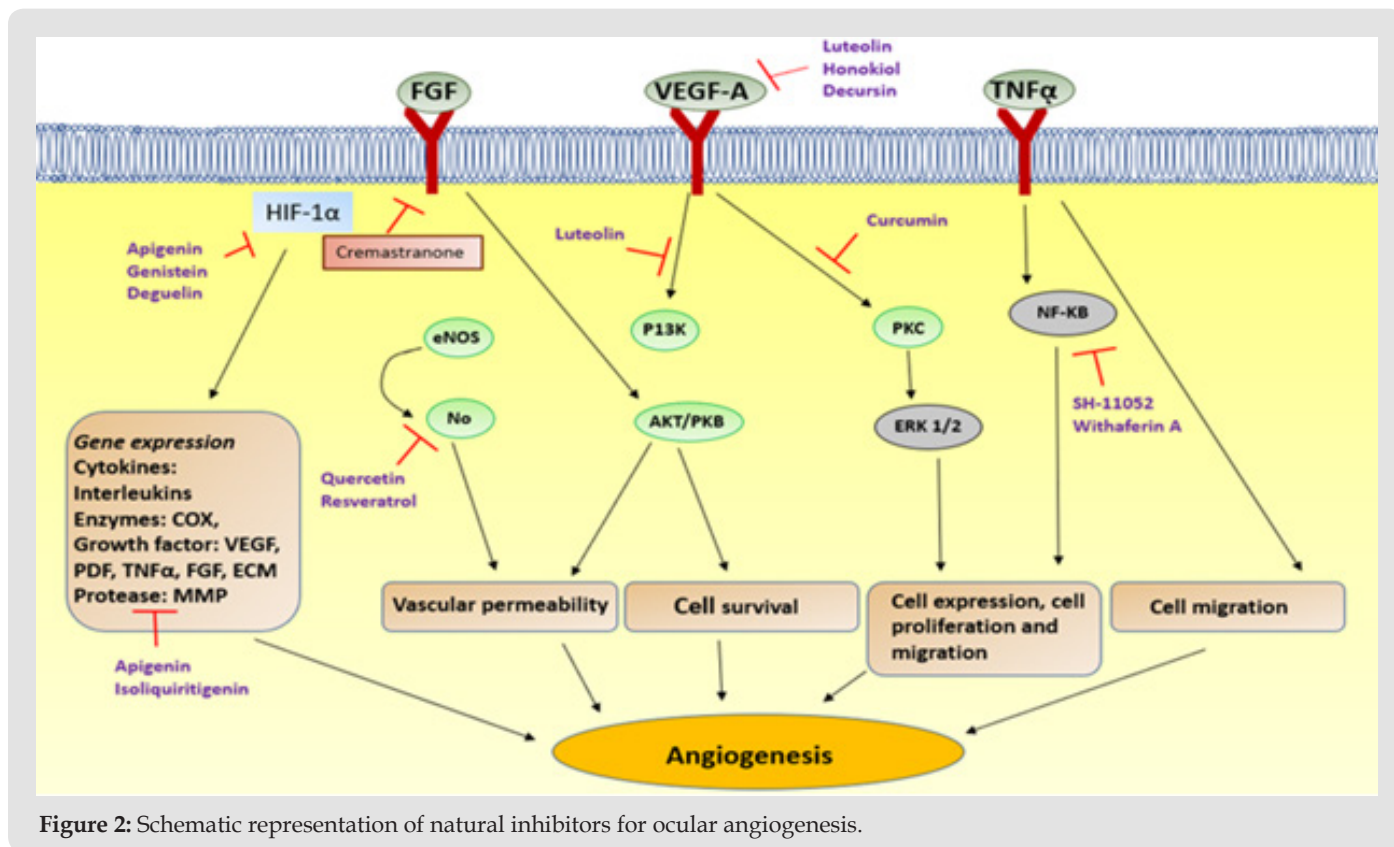 Luteolin
Honokiol
Decursin
FGF
VEGF-A
TNFα
HIF-1α
Cremastranone
Apigenin
Genistein
Deguelin
Luteolin
Curcumin
eNOS
P13K
PKC
NF-KB
No
AKT/PKB
ERK 1/2
SH-11052
Withaferin A
Quercetin
Resveratrol
Gene expression
Cytokines:
Interleukins
Enzymes: COX,
Growth factor: VEGF,
PDF, TNFα, FGF, ECM
Protease: MMP
Apigenin
Isoliquiritigenin
Vascular permeability
Cell survival
Cell expression, cell
proliferation and
migration
Cell migration
Angiogenesis
Figure 2: Schematic representation of natural inhibitors for ocular angiogenesis.